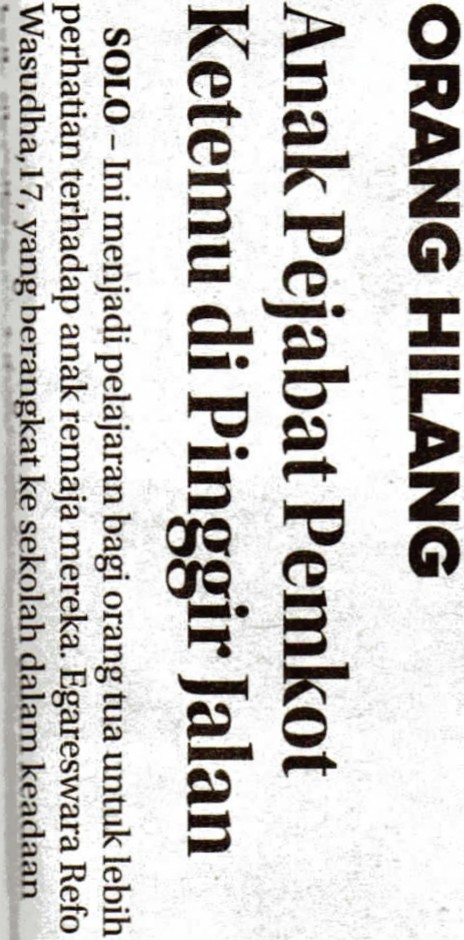 ORANG HILANG
Anak Pejabat Pemkot
Ketemu di Pinggir Jalan
SOLO – Ini menjadi pelajaran bagi orang tua untuk lebih
perhatian terhadap anak remaja mereka. Egareswara Refo
Wasudha,17, yang berangkat ke sekolah dalam keadaan